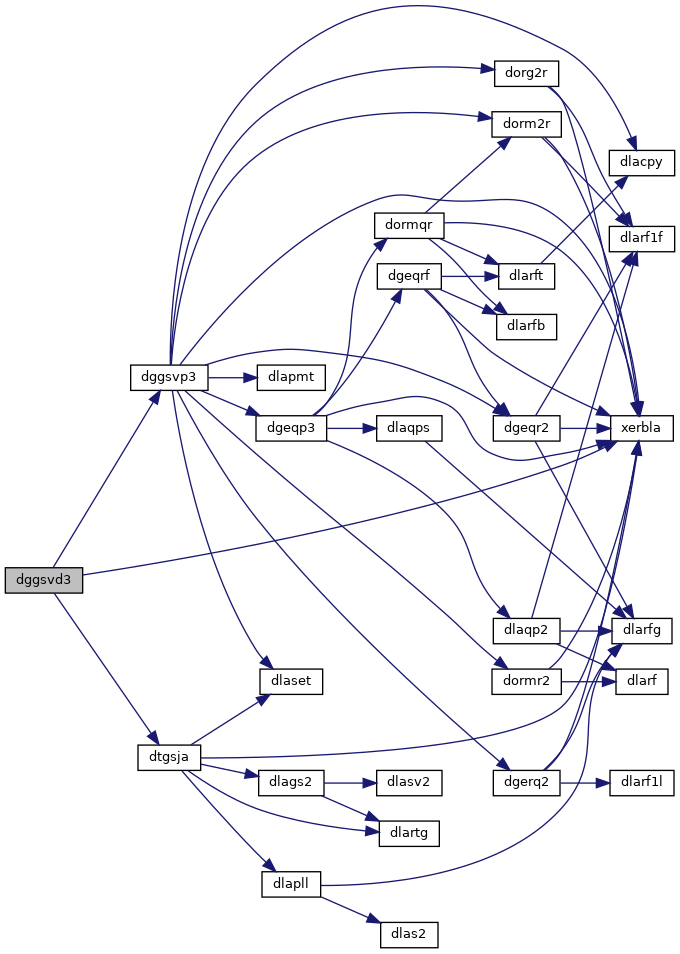 dorg2r
dorm2r
dlacpy
dormqr
dlarf1f
dgeqrf
dlarft
dlarfb
dggsvp3
dlapmt
dgeqp3
dlaqps
dgeqr2
xerbla
dggsvd3
dlaqp2
dlarfg
dlaset
dormr2
dlarf
dtgsja
dlags2
dlasv2
dgerq2
dlarf1l
dlartg
dlapll
dlas2